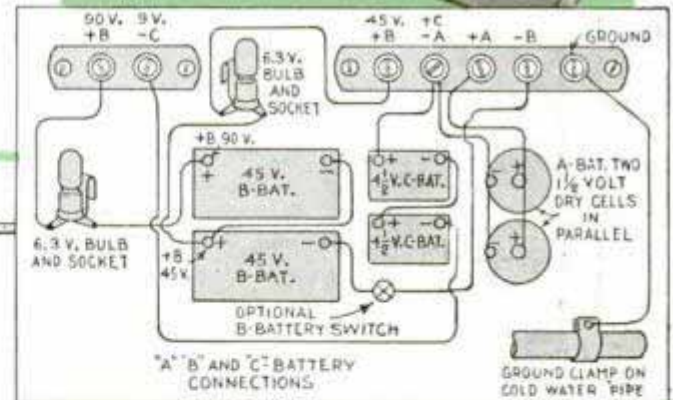 90 V. 9 V.
+B -C
45 V. +C
+B -A +A -B GROUND
6.3 V.
BULB
AND
SOCKET
+B 90 V.
+ 45 V. -
B-BAT.
+ -
4½ V. C-BAT.
+ -
4½ V. C-BAT.
- +
- +
A-BAT. TWO
1½ VOLT
DRY CELLS
IN
PARALLEL
6.3 V. BULB
AND SOCKET
+B
45 V.
+ 45 V. -
B-BAT.
OPTIONAL
B-BATTERY SWITCH
"A" "B" AND "C"-BATTERY
CONNECTIONS
GROUND CLAMP ON
COLD WATER PIPE